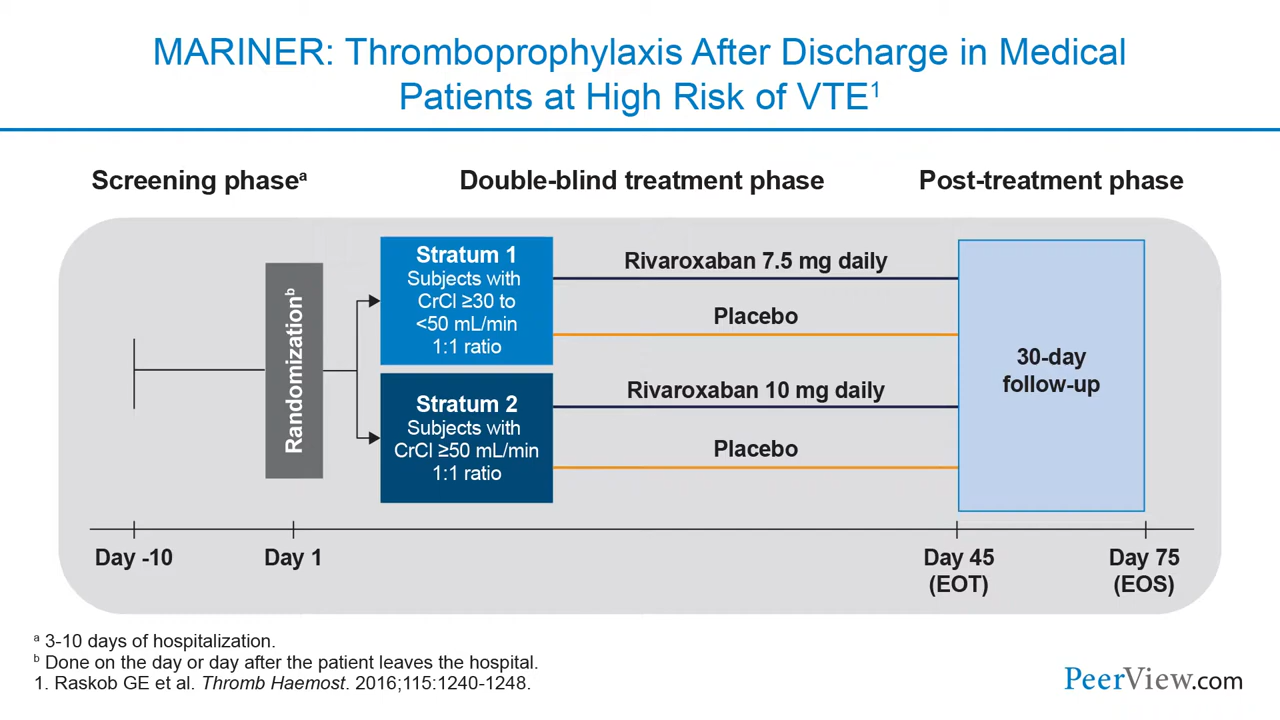 MARINER: Thromboprophylaxis After Discharge in Medical
Patients at High Risk of VTE¹
Screening phaseᵃ
Double-blind treatment phase
Post-treatment phase
Randomizationᵇ
Stratum 1
Subjects with
CrCl ≥30 to
<50 mL/min
1:1 ratio
Rivaroxaban 7.5 mg daily
Placebo
Stratum 2
Subjects with
CrCl ≥50 mL/min
1:1 ratio
Rivaroxaban 10 mg daily
Placebo
30-day
follow-up
Day -10
Day 1
Day 45
(EOT)
Day 75
(EOS)
ᵃ 3-10 days of hospitalization.
ᵇ Done on the day or day after the patient leaves the hospital.
1. Raskob GE et al. Thromb Haemost. 2016;115:1240-1248.
PeerView.com